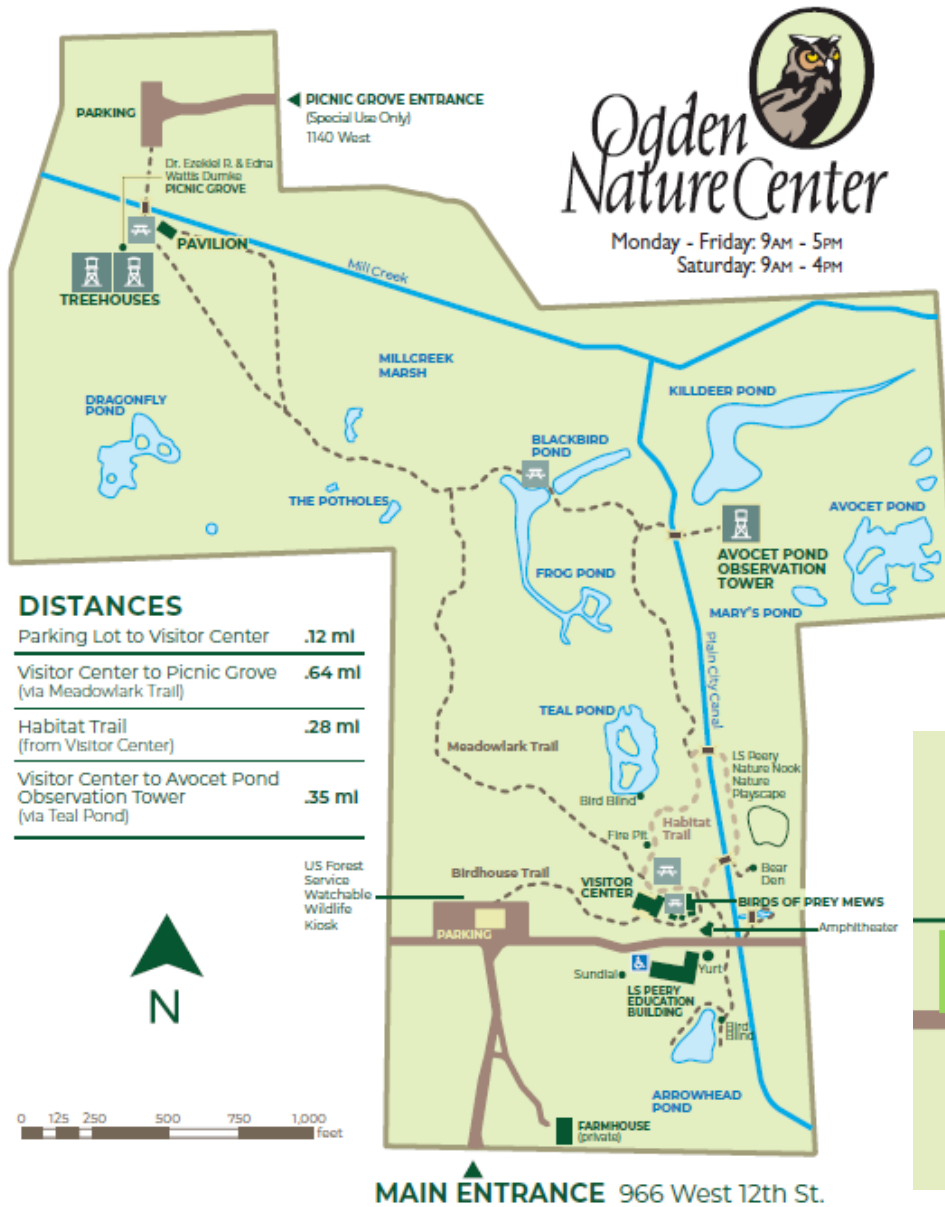 Ogden
Nature Center
Monday - Friday: 9AM - 5PM
Saturday: 9AM - 4PM
PARKING
PICNIC GROVE ENTRANCE
(Special Use Only)
1140 West
Dr. Ezekiel R. & Edna
Wattis Dumke
PICNIC GROVE
PAVILION
TREEHOUSES
Mill Creek
MILLCREEK
MARSH
DRAGONFLY
POND
KILLDEER POND
BLACKBIRD
POND
THE POTHOLES
AVOCET POND
AVOCET POND
OBSERVATION
TOWER
FROG POND
MARY'S POND
Plain City Canal
DISTANCES
Parking Lot to Visitor Center .12 mi
Visitor Center to Picnic Grove .64 mi
(via Meadowlark Trail)
Habitat Trail .28 mi
(from Visitor Center)
Visitor Center to Avocet Pond
Observation Tower .35 mi
(via Teal Pond)
TEAL POND
Meadowlark Trail
LS Peery
Nature Nook
Nature
Playscape
Bird Blind
Habitat
Trail
Fire Pit
Bear
Den
US Forest
Service
Watchable
Wildlife
Kiosk
Birdhouse Trail
VISITOR
CENTER
BIRDS OF PREY MEWS
Amphitheater
PARKING
Sundial
Yurt
LS PEERY
EDUCATION
BUILDING
Bird
Blind
ARROWHEAD
POND
N
0 125 250 500 750 1,000
feet
FARMHOUSE
(private)
MAIN ENTRANCE 966 West 12th St.